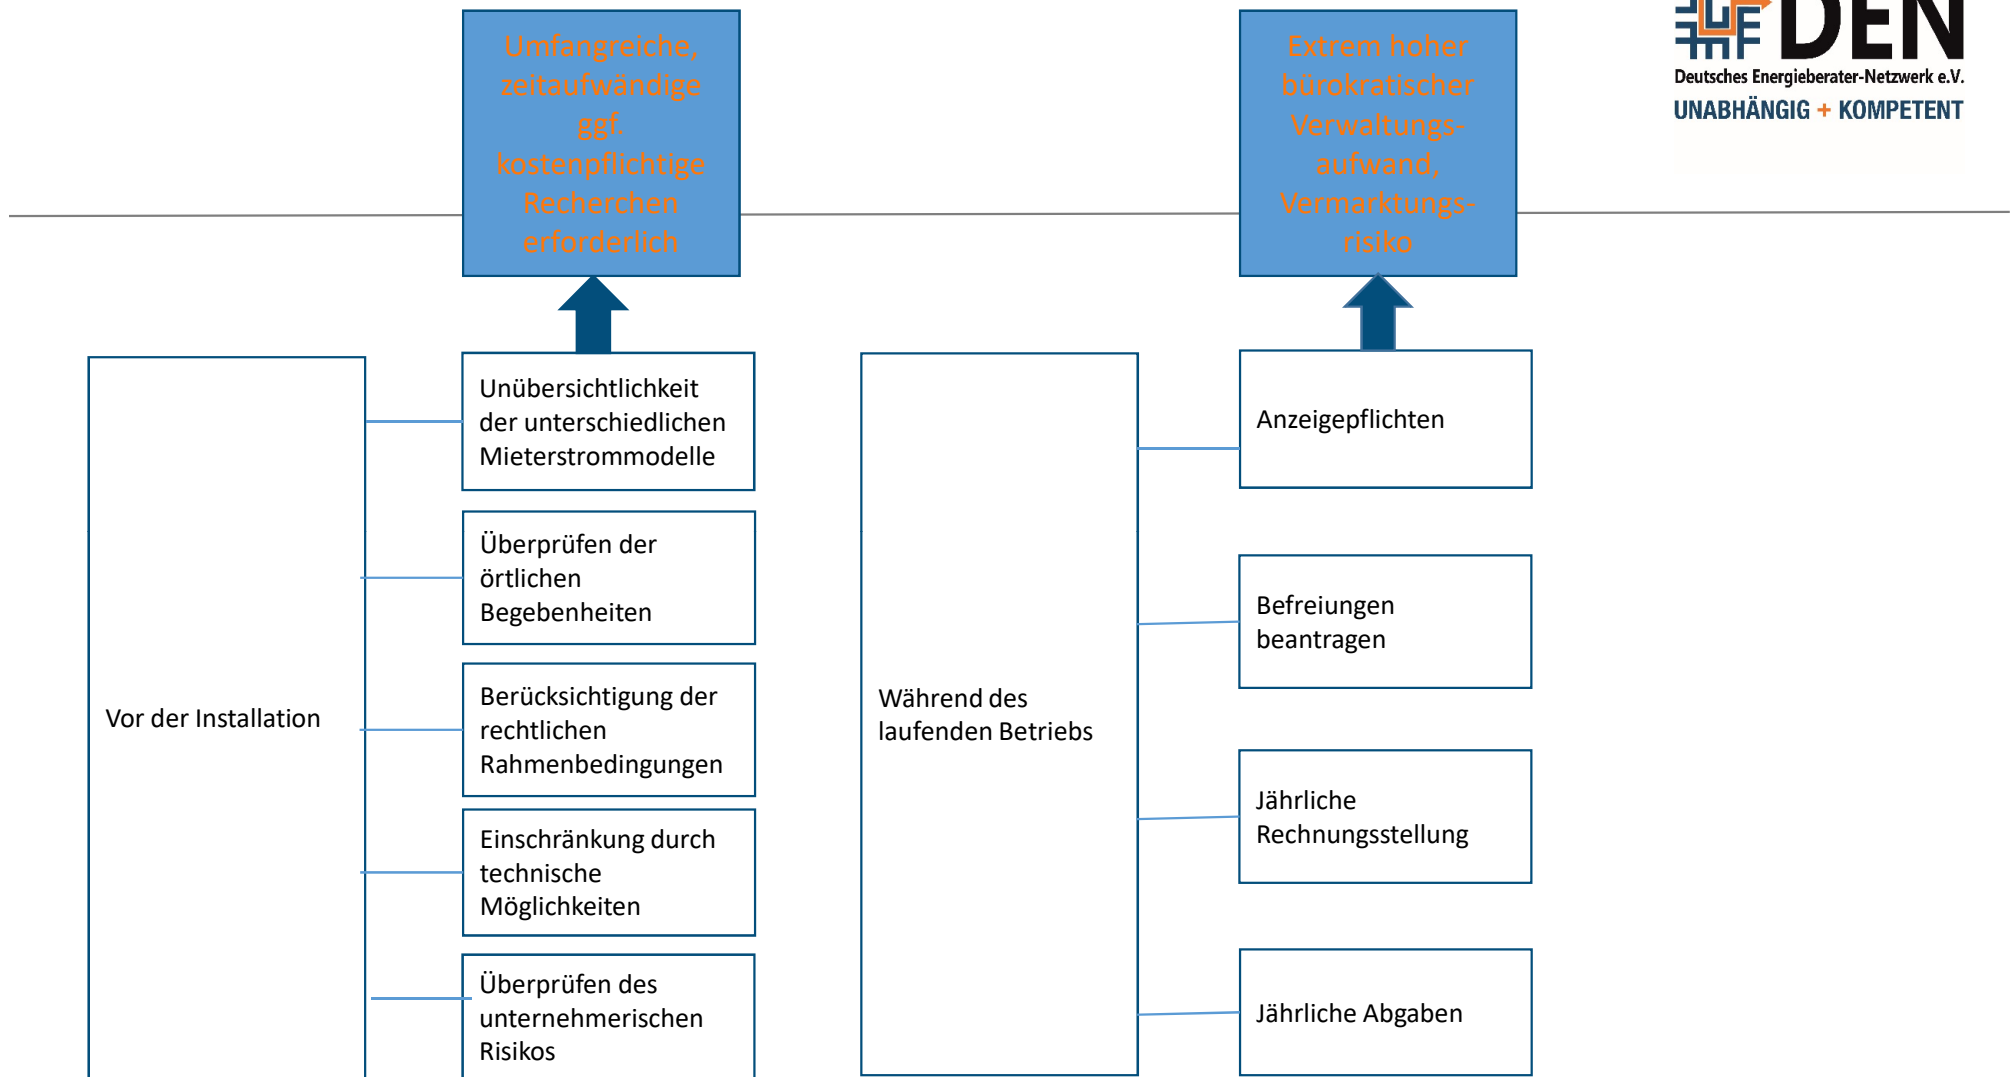 DEN
Deutsches Energieberater-Netzwerk e.V.
UNABHÄNGIG + KOMPETENT
Umfangreiche,
zeitaufwändige
ggf.
kostenpflichtige
Recherchen
erforderlich
Extrem hoher
bürokratischer
Verwaltungs-
aufwand,
Vermarktungs-
risiko
Vor der Installation
Unübersichtlichkeit
der unterschiedlichen
Mieterstrommodelle
Überprüfen der
örtlichen
Begebenheiten
Berücksichtigung der
rechtlichen
Rahmenbedingungen
Einschränkung durch
technische
Möglichkeiten
Überprüfen des
unternehmerischen
Risikos
Während des
laufenden Betriebs
Anzeigepflichten
Befreiungen
beantragen
Jährliche
Rechnungsstellung
Jährliche Abgaben